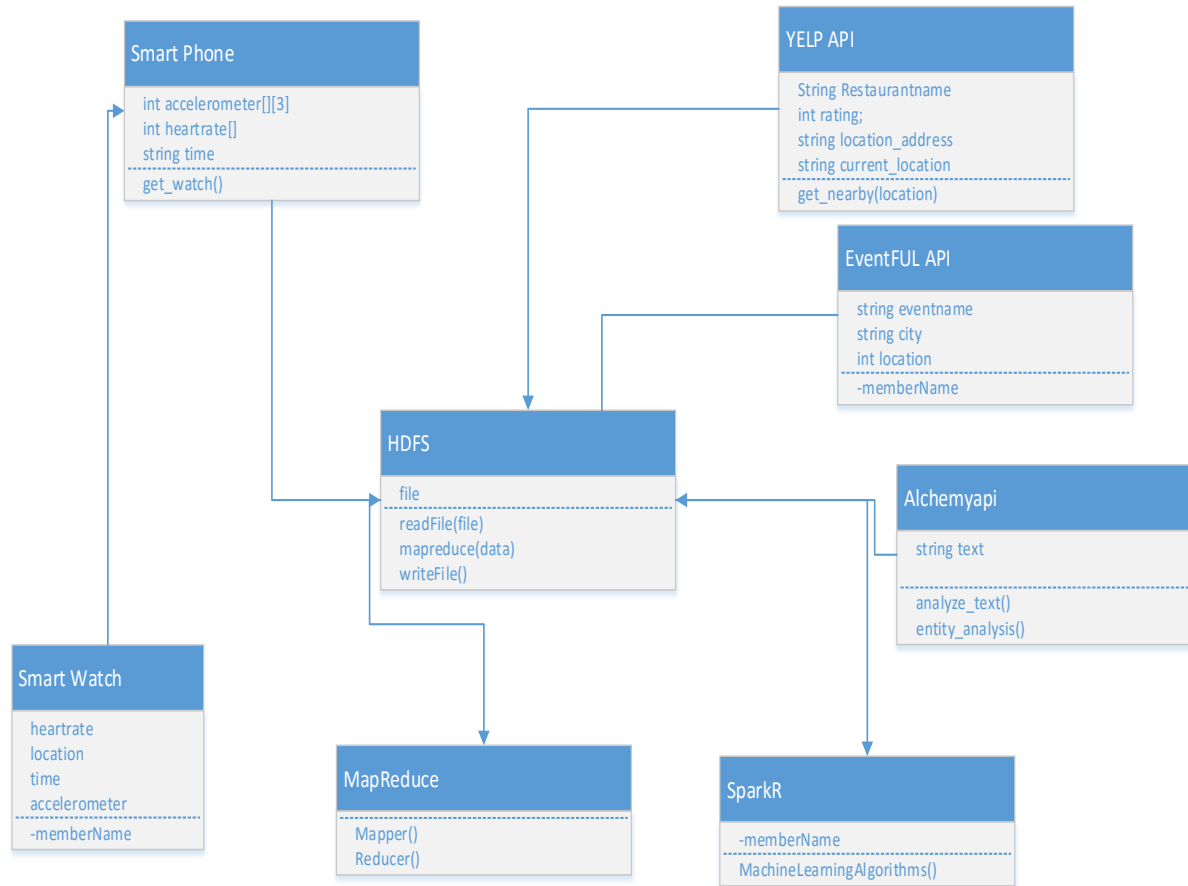 Smart Phone
int accelerometer[][3]
int heartrate[]
string time
get_watch()
YELP API
String Restaurantname
int rating;
string location_address
string current_location
get_nearby(location)
EventFUL API
string eventname
string city
int location
-memberName
HDFS
file
readFile(file)
mapreduce(data)
writeFile()
Alchemyapi
string text
analyze_text()
entity_analysis()
Smart Watch
heartrate
location
time
accelerometer
-memberName
MapReduce
Mapper()
Reducer()
SparkR
-memberName
MachineLearningAlgorithms()